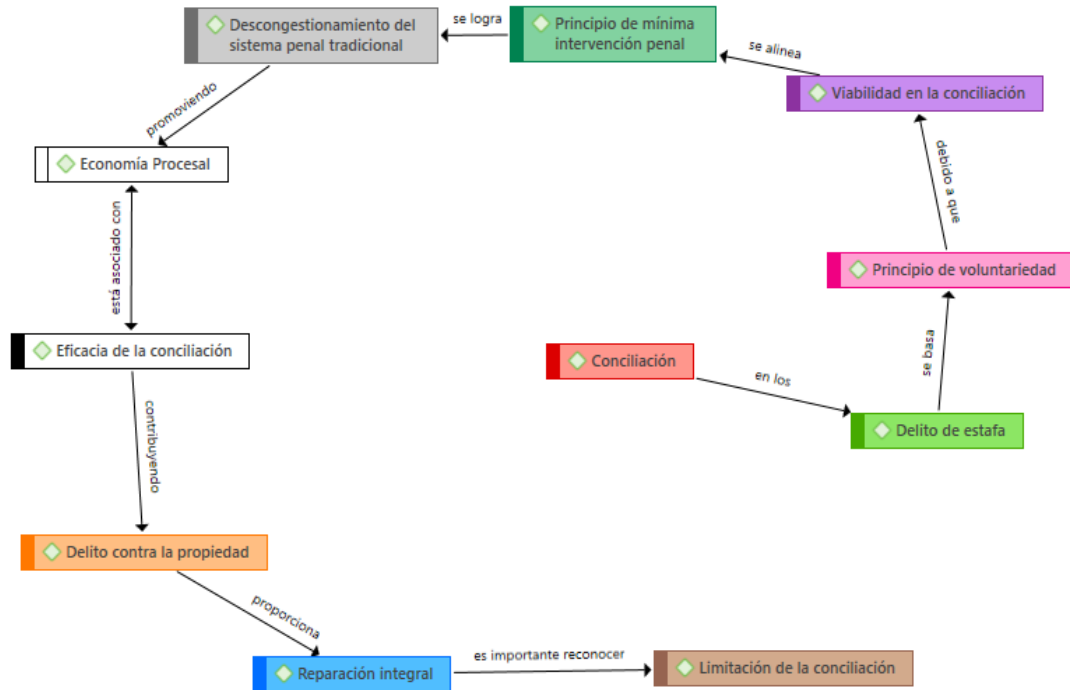 Descongestionamiento del
sistema penal tradicional
se logra
Principio de mínima
intervención penal
se alinea
Viabilidad en la conciliación
promoviendo
Economía Procesal
debido a que
está asociado con
Principio de voluntariedad
Eficacia de la conciliación
Conciliación
en los
se basa
Delito de estafa
contribuyendo
Delito contra la propiedad
proporciona
Reparación integral
es importante reconocer
Limitación de la conciliación